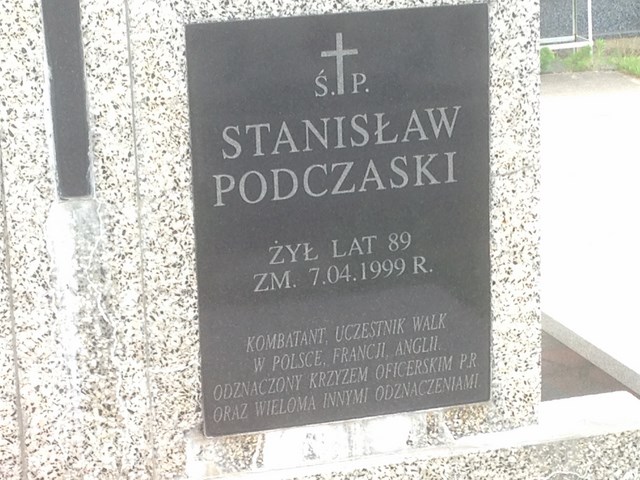 Ś. P.
STANISŁAW
PODCZASKI
ŻYŁ LAT 89
ZM. 7.04.1999 R.
KOMBATANT, UCZESTNIK WALK
W POLSCE, FRANCJI, ANGLII.
ODZNACZONY KRZYŻEM OFICERSKIM P.R.
ORAZ WIELOMA INNYMI ODZNACZENIAMI.